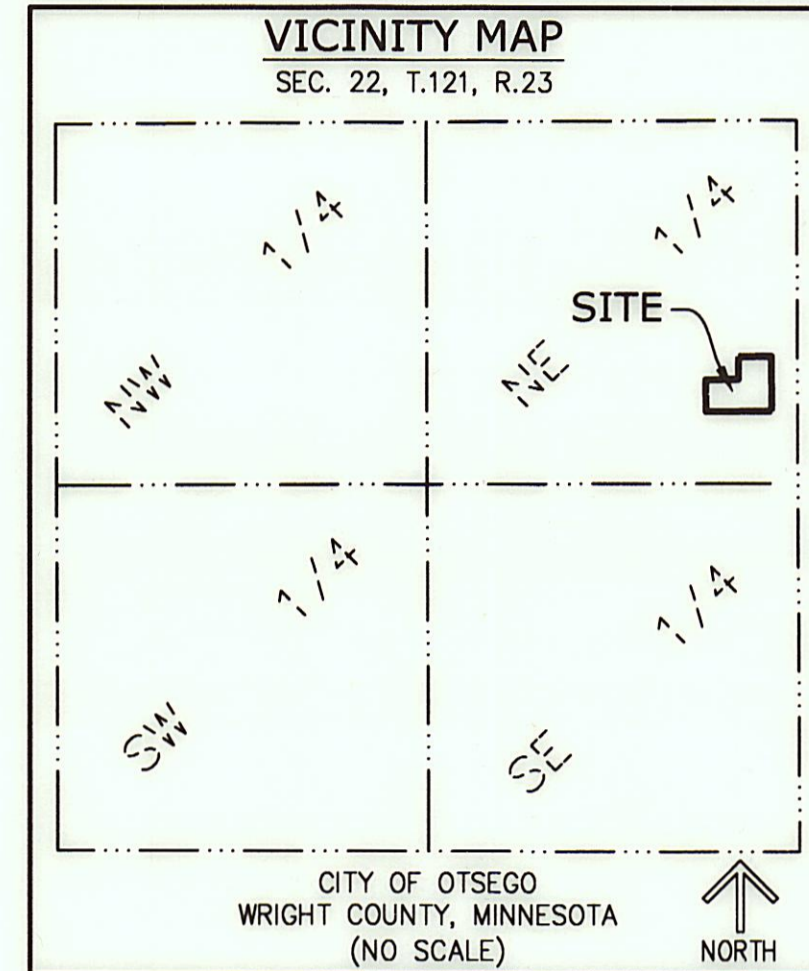 VICINITY MAP
SEC. 22, T.121, R.23
NW 1/4
NE 1/4
SITE
SW 1/4
SE 1/4
CITY OF OTSEGO
WRIGHT COUNTY, MINNESOTA
(NO SCALE)
NORTH